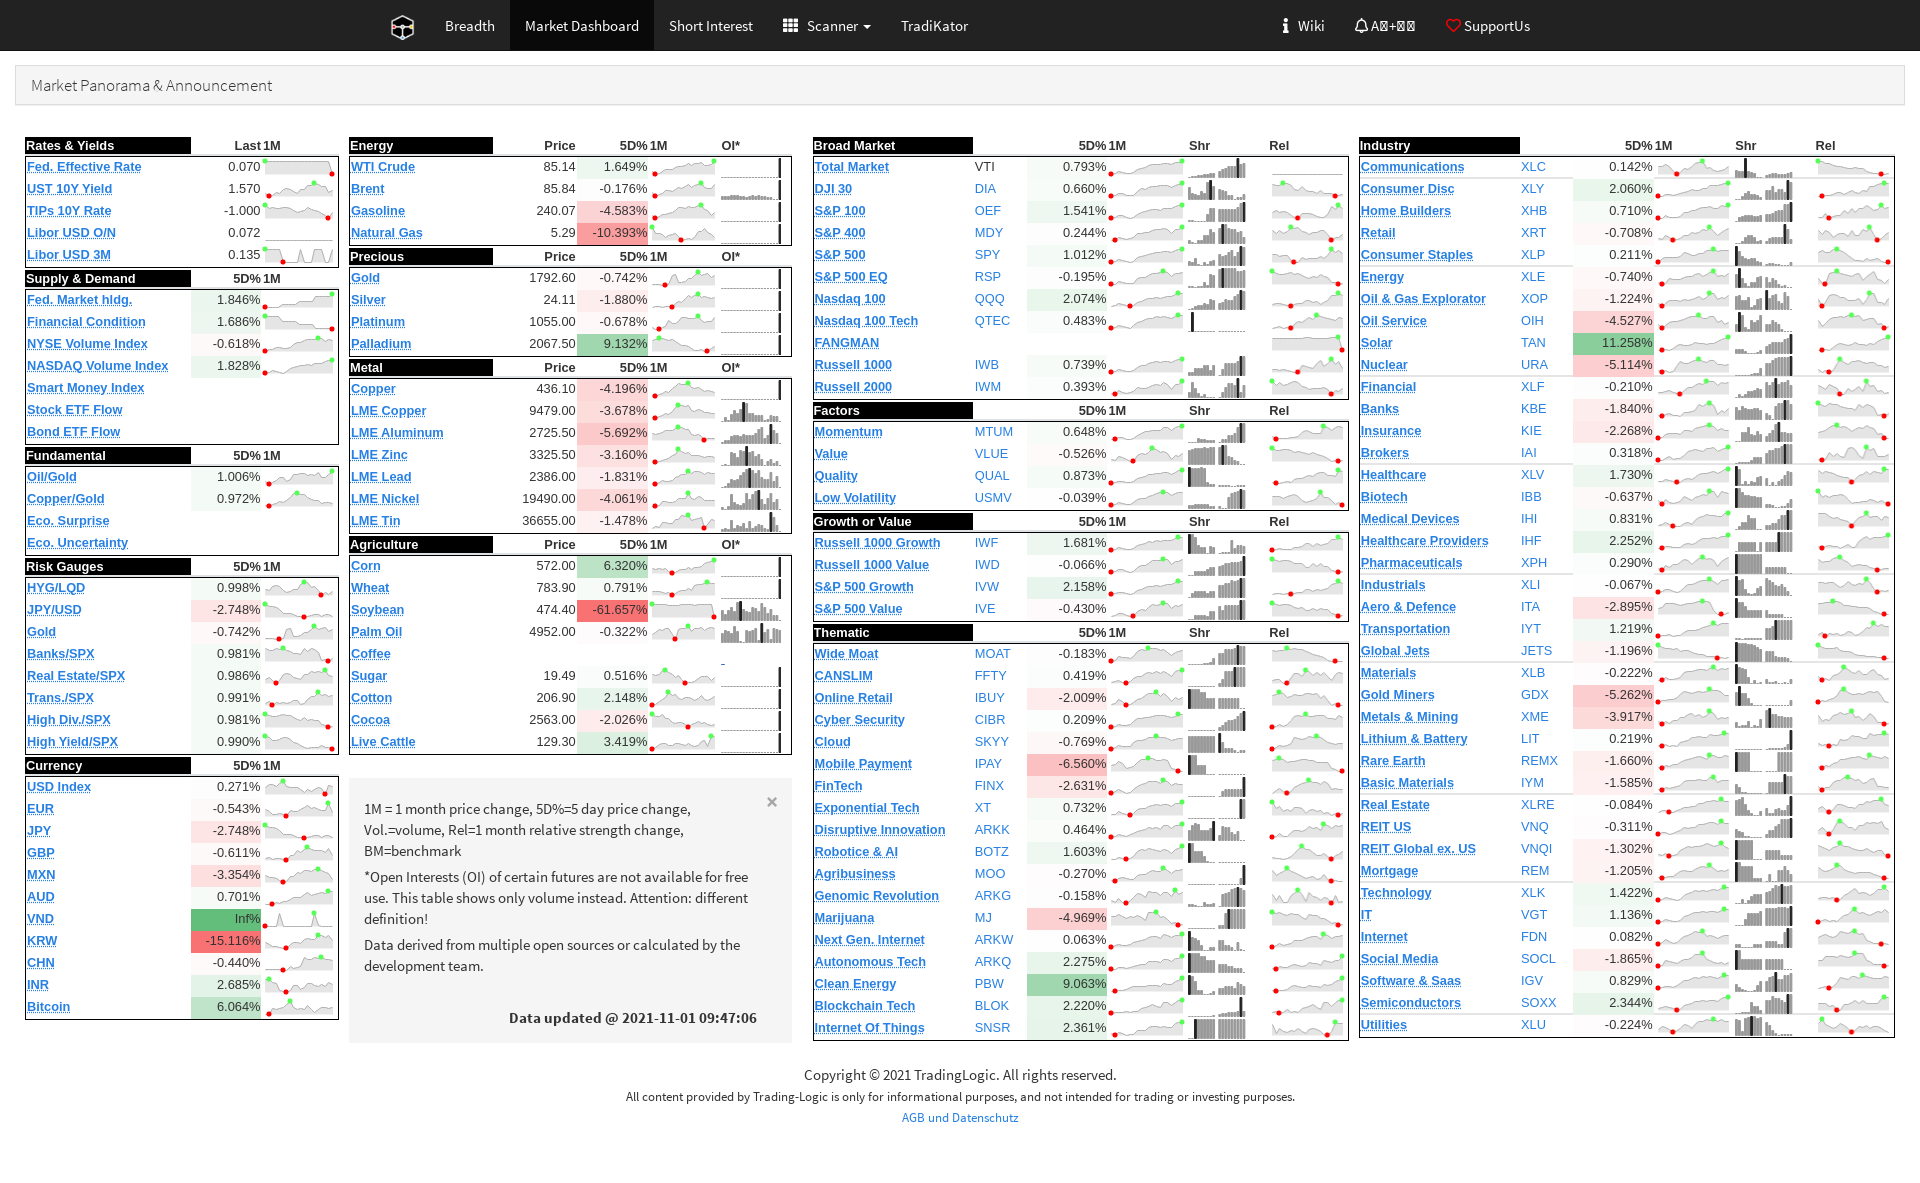 Breadth Market Dashboard Short Interest Scanner TradiKator Wiki SupportUs
Market Panorama & Announcement
Rates & Yields Last 1M
Fed. Effective Rate 0.070
UST 10Y Yield 1.570
TIPs 10Y Rate -1.000
Libor USD O/N 0.072
Libor USD 3M 0.135
Supply & Demand 5D% 1M
Fed. Market hldg. 1.846%
Financial Condition 1.686%
NYSE Volume Index -0.618%
NASDAQ Volume Index 1.828%
Smart Money Index
Stock ETF Flow
Bond ETF Flow
Fundamental 5D% 1M
Oil/Gold 1.006%
Copper/Gold 0.972%
Eco. Surprise
Eco. Uncertainty
Risk Gauges 5D% 1M
HYG/LQD 0.998%
JPY/USD -2.748%
Gold -0.742%
Banks/SPX 0.981%
Real Estate/SPX 0.986%
Trans./SPX 0.991%
High Div./SPX 0.981%
High Yield/SPX 0.990%
Currency 5D% 1M
USD Index 0.271%
EUR -0.543%
JPY -2.748%
GBP -0.611%
MXN -3.354%
AUD 0.701%
VND Inf%
KRW -15.116%
CHN -0.440%
INR 2.685%
Bitcoin 6.064%
Energy Price 5D% 1M OI*
WTI Crude 85.14 1.649%
Brent 85.84 -0.176%
Gasoline 240.07 -4.583%
Natural Gas 5.29 -10.393%
Precious Price 5D% 1M OI*
Gold 1792.60 -0.742%
Silver 24.11 -1.880%
Platinum 1055.00 -0.678%
Palladium 2067.50 9.132%
Metal Price 5D% 1M OI*
Copper 436.10 -4.196%
LME Copper 9479.00 -3.678%
LME Aluminum 2725.50 -5.692%
LME Zinc 3325.50 -3.160%
LME Lead 2386.00 -1.831%
LME Nickel 19490.00 -4.061%
LME Tin 36655.00 -1.478%
Agriculture Price 5D% 1M OI*
Corn 572.00 6.320%
Wheat 783.90 0.791%
Soybean 474.40 -61.657%
Palm Oil 4952.00 -0.322%
Coffee -
Sugar 19.49 0.516%
Cotton 206.90 2.148%
Cocoa 2563.00 -2.026%
Live Cattle 129.30 3.419%
×
1M = 1 month price change, 5D%=5 day price change,
Vol.=volume, Rel=1 month relative strength change,
BM=benchmark
*Open Interests (OI) of certain futures are not available for free
use. This table shows only volume instead. Attention: different
definition!
Data derived from multiple open sources or calculated by the
development team.
Data updated @ 2021-11-01 09:47:06
Broad Market 5D% 1M Shr Rel
Total Market VTI 0.793%
DJI 30 DIA 0.660%
S&P 100 OEF 1.541%
S&P 400 MDY 0.244%
S&P 500 SPY 1.012%
S&P 500 EQ RSP -0.195%
Nasdaq 100 QQQ 2.074%
Nasdaq 100 Tech QTEC 0.483%
FANGMAN
Russell 1000 IWB 0.739%
Russell 2000 IWM 0.393%
Factors 5D% 1M Shr Rel
Momentum MTUM 0.648%
Value VLUE -0.526%
Quality QUAL 0.873%
Low Volatility USMV -0.039%
Growth or Value 5D% 1M Shr Rel
Russell 1000 Growth IWF 1.681%
Russell 1000 Value IWD -0.066%
S&P 500 Growth IVW 2.158%
S&P 500 Value IVE -0.430%
Thematic 5D% 1M Shr Rel
Wide Moat MOAT -0.183%
CANSLIM FFTY 0.419%
Online Retail IBUY -2.009%
Cyber Security CIBR 0.209%
Cloud SKYY -0.769%
Mobile Payment IPAY -6.560%
FinTech FINX -2.631%
Exponential Tech XT 0.732%
Disruptive Innovation ARKK 0.464%
Robotice & AI BOTZ 1.603%
Agribusiness MOO -0.270%
Genomic Revolution ARKG -0.158%
Marijuana MJ -4.969%
Next Gen. Internet ARKW 0.063%
Autonomous Tech ARKQ 2.275%
Clean Energy PBW 9.063%
Blockchain Tech BLOK 2.220%
Internet Of Things SNSR 2.361%
Industry 5D% 1M Shr Rel
Communications XLC 0.142%
Consumer Disc XLY 2.060%
Home Builders XHB 0.710%
Retail XRT -0.708%
Consumer Staples XLP 0.211%
Energy XLE -0.740%
Oil & Gas Explorator XOP -1.224%
Oil Service OIH -4.527%
Solar TAN 11.258%
Nuclear URA -5.114%
Financial XLF -0.210%
Banks KBE -1.840%
Insurance KIE -2.268%
Brokers IAI 0.318%
Healthcare XLV 1.730%
Biotech IBB -0.637%
Medical Devices IHI 0.831%
Healthcare Providers IHF 2.252%
Pharmaceuticals XPH 0.290%
Industrials XLI -0.067%
Aero & Defence ITA -2.895%
Transportation IYT 1.219%
Global Jets JETS -1.196%
Materials XLB -0.222%
Gold Miners GDX -5.262%
Metals & Mining XME -3.917%
Lithium & Battery LIT 0.219%
Rare Earth REMX -1.660%
Basic Materials IYM -1.585%
Real Estate XLRE -0.084%
REIT US VNQ -0.311%
REIT Global ex. US VNQI -1.302%
Mortgage REM -1.205%
Technology XLK 1.422%
IT VGT 1.136%
Internet FDN 0.082%
Social Media SOCL -1.865%
Software & Saas IGV 0.829%
Semiconductors SOXX 2.344%
Utilities XLU -0.224%
Copyright © 2021 TradingLogic. All rights reserved.
All content provided by Trading-Logic is only for informational purposes, and not intended for trading or investing purposes.
AGB und Datenschutz